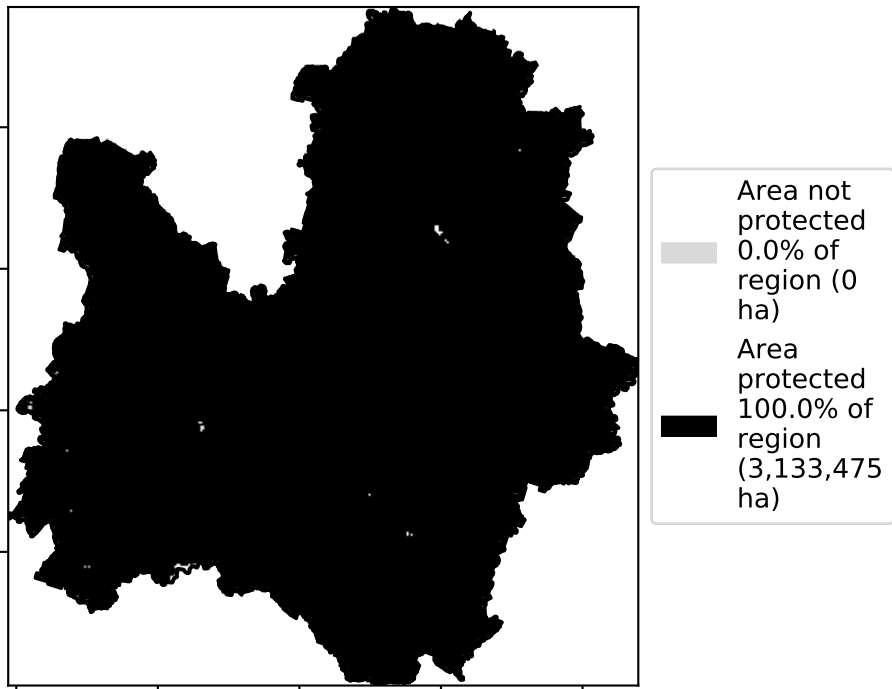 Area not
protected
0.0% of
region (0
ha)
Area
protected
100.0% of
region
(3,133,475
ha)